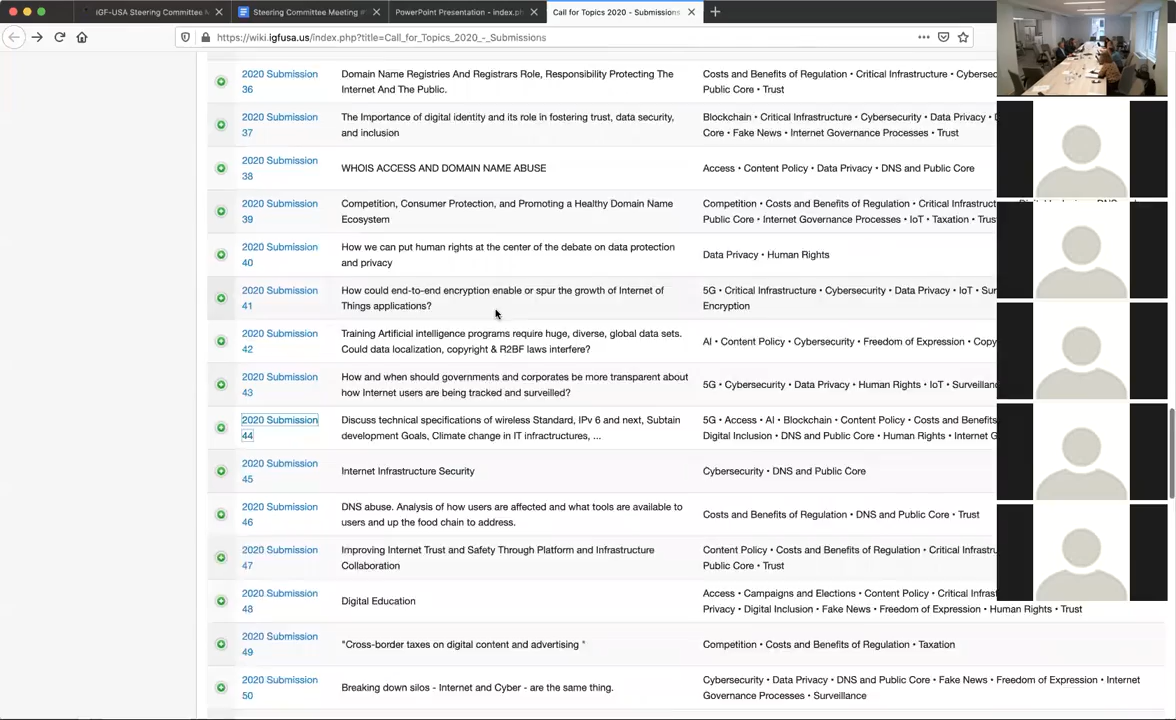 IGF-USA Steering Committee M
Steering Committee Meeting
PowerPoint Presentation - index.ph
Call for Topics 2020 - Submissions
https://wiki.igfusa.us/index.php?title=Call_for_Topics_2020_-_Submissions
2020 Submission 36
Domain Name Registries And Registrars Role, Responsibility Protecting The
Internet And The Public.
Costs and Benefits of Regulation • Critical Infrastructure • Cybersec
Public Core • Trust
2020 Submission 37
The Importance of digital identity and its role in fostering trust, data security,
and inclusion
Blockchain • Critical Infrastructure • Cybersecurity • Data Privacy •
Core • Fake News • Internet Governance Processes • Trust
2020 Submission 38
WHOIS ACCESS AND DOMAIN NAME ABUSE
Access • Content Policy • Data Privacy • DNS and Public Core
2020 Submission 39
Competition, Consumer Protection, and Promoting a Healthy Domain Name
Ecosystem
Competition • Costs and Benefits of Regulation • Critical Infrastruct
Public Core • Internet Governance Processes • IoT • Taxation • Trus
2020 Submission 40
How we can put human rights at the center of the debate on data protection
and privacy
Data Privacy • Human Rights
2020 Submission 41
How could end-to-end encryption enable or spur the growth of Internet of
Things applications?
5G • Critical Infrastructure • Cybersecurity • Data Privacy • IoT • Sur
Encryption
2020 Submission 42
Training Artificial intelligence programs require huge, diverse, global data sets.
Could data localization, copyright & R2BF laws interfere?
AI • Content Policy • Cybersecurity • Freedom of Expression • Copy
2020 Submission 43
How and when should governments and corporates be more transparent about
how Internet users are being tracked and surveilled?
5G • Cybersecurity • Data Privacy • Human Rights • IoT • Surveillanc
2020 Submission 44
Discuss technical specifications of wireless Standard, IPv 6 and next, Subtain
development Goals, Climate change in IT infractructures, ...
5G • Access • AI • Blockchain • Content Policy • Costs and Benefits
Digital Inclusion • DNS and Public Core • Human Rights • Internet G
2020 Submission 45
Internet Infrastructure Security
Cybersecurity • DNS and Public Core
2020 Submission 46
DNS abuse. Analysis of how users are affected and what tools are available to
users and up the food chain to address.
Costs and Benefits of Regulation • DNS and Public Core • Trust
2020 Submission 47
Improving Internet Trust and Safety Through Platform and Infrastructure
Collaboration
Content Policy • Costs and Benefits of Regulation • Critical Infrastru
Public Core • Trust
2020 Submission 48
Digital Education
Access • Campaigns and Elections • Content Policy • Critical Infrast
Privacy • Digital Inclusion • Fake News • Freedom of Expression • Human Rights • Trust
2020 Submission 49
"Cross-border taxes on digital content and advertising "
Competition • Costs and Benefits of Regulation • Taxation
2020 Submission 50
Breaking down silos - Internet and Cyber - are the same thing.
Cybersecurity • Data Privacy • DNS and Public Core • Fake News • Freedom of Expression • Internet
Governance Processes • Surveillance